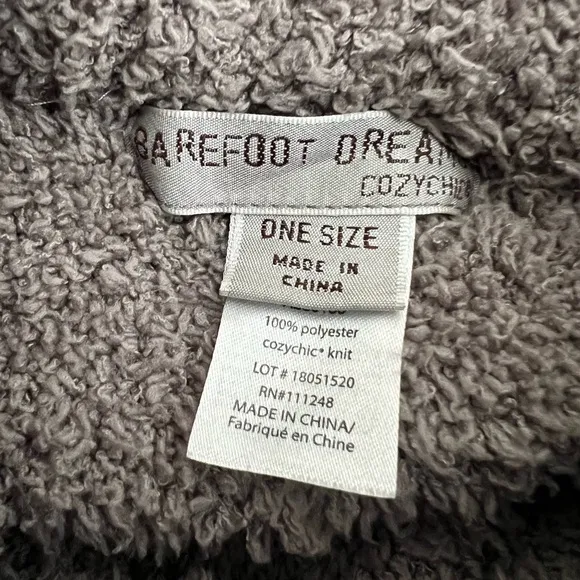 BAREFOOT DREAM
COZYCHIC
ONE SIZE
MADE IN
CHINA
100% polyester
cozychic® knit
LOT # 18051520
RN#111248
MADE IN CHINA/
Fabriqué en Chine